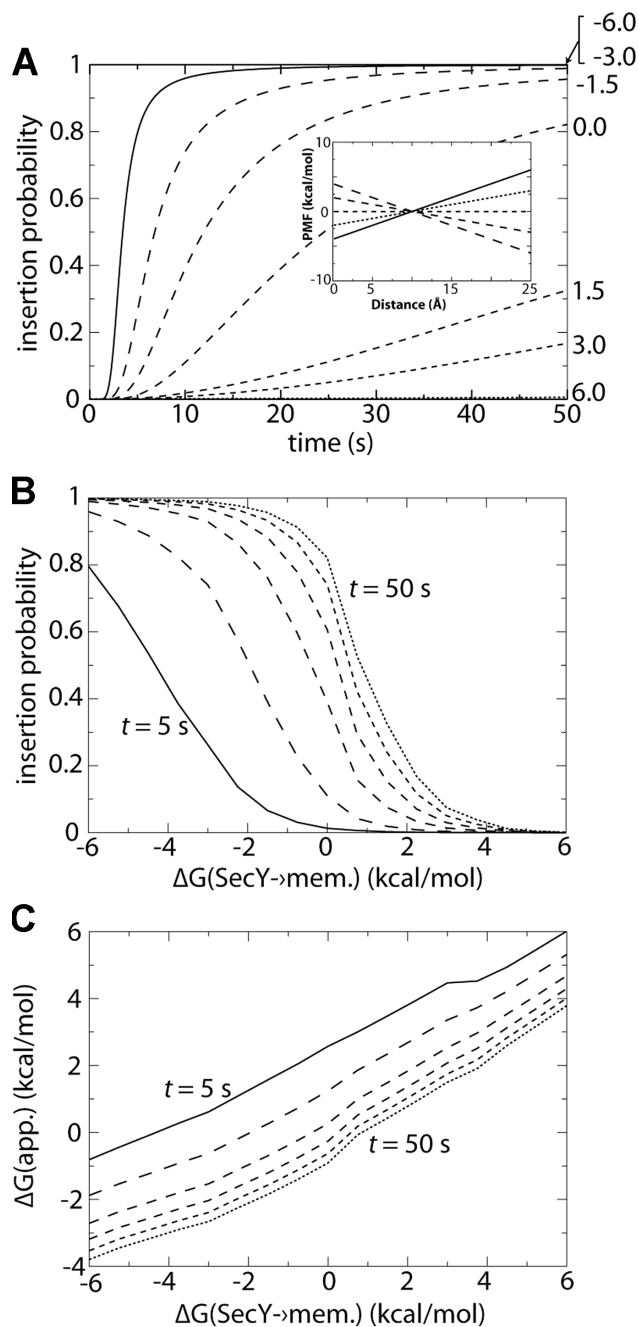 A
-6.0
-3.0
-1.5
0.0
1.5
3.0
6.0
1
0.8
0.6
0.4
0.2
0
insertion probability
0 10 20 30 40 50
time (s)
10
0
-10
PMF (kcal/mol)
0 5 15 25
Distance (Å)
B
1
0.8
0.6
0.4
0.2
0
insertion probability
t = 50 s
t = 5 s
-6 -4 -2 0 2 4 6
ΔG(SecY->mem.) (kcal/mol)
C
6
4
2
0
-2
-4
ΔG(app.) (kcal/mol)
t = 5 s
t = 50 s
-6 -4 -2 0 2 4 6
ΔG(SecY->mem.) (kcal/mol)